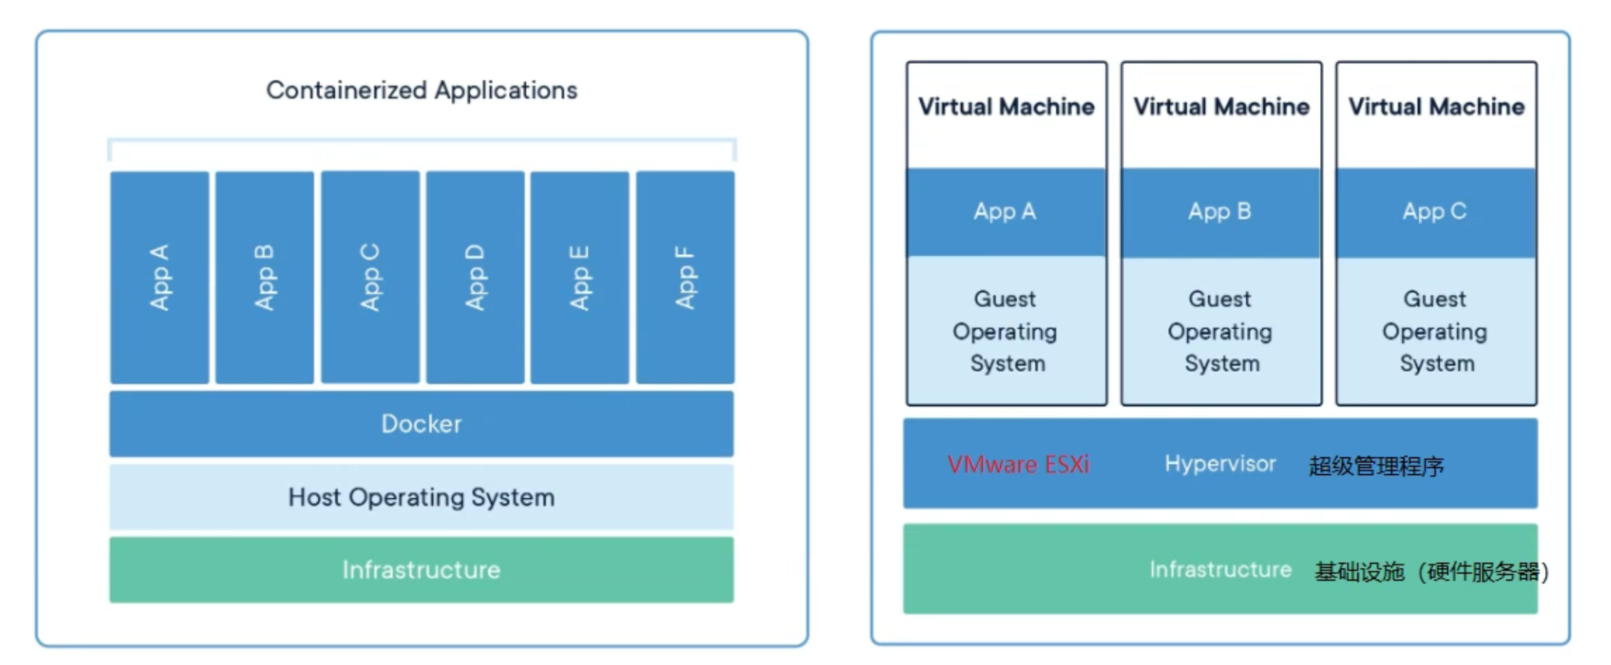 Containerized Applications
App A
App B
App C
App D
App E
App F
Docker
Host Operating System
Infrastructure
Virtual Machine
App A
Guest
Operating
System
Virtual Machine
App B
Guest
Operating
System
Virtual Machine
App C
Guest
Operating
System
VMware ESXi Hypervisor 超级管理程序
Infrastructure 基础设施（硬件服务器）